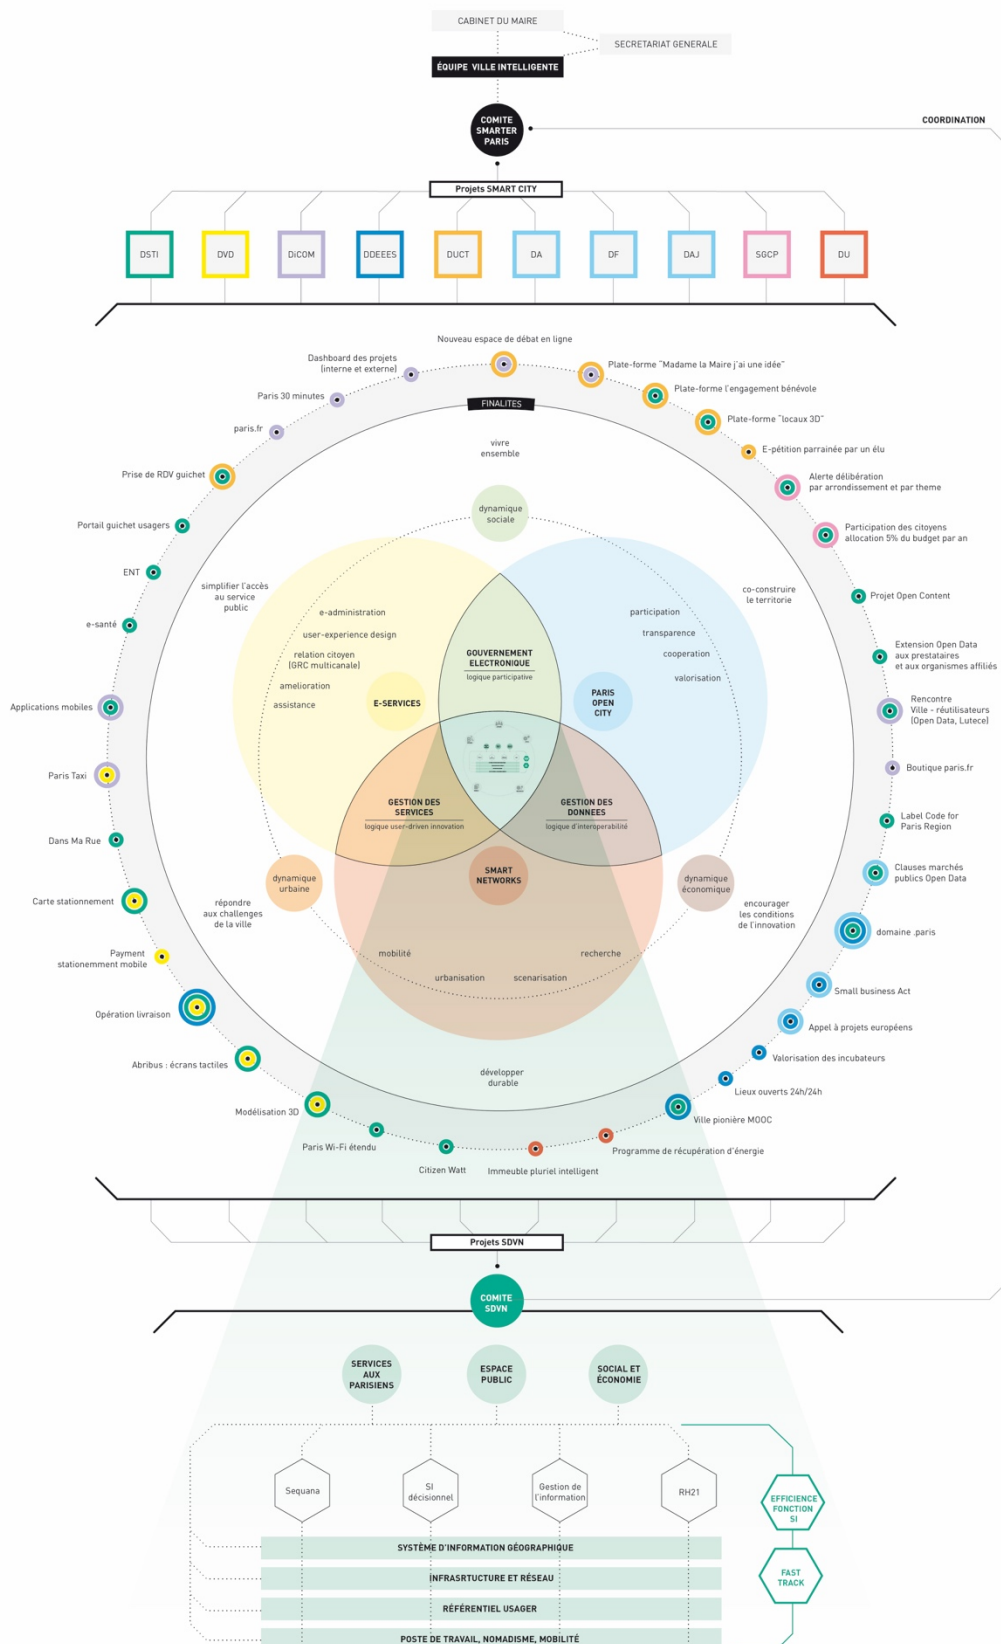 CABINET DU MAIRE
SECRETARIAT GENERALE
ÉQUIPE VILLE INTELLIGENTE
COMITE
SMARTER
PARIS
COORDINATION
Projets SMART CITY
DSTI
DVD
DiCOM
DDEEES
DUCT
DA
DF
DAJ
SGCP
DU
Nouveau espace de débat en ligne
Dashboard des projets
(interne et externe)
Plate-forme "Madame la Maire j'ai une idée"
Paris 30 minutes
Plate-forme l'engagement bénévole
FINALITES
paris.fr
Plate-forme "locaux 3D"
vivre
ensemble
E-pétition parrainée par un élu
Prise de RDV guichet
Alerte délibération
par arrondissement et par theme
dynamique
sociale
Portail guichet usagers
Participation des citoyens
allocation 5% du budget par an
ENT
simplifier l'accès
au service
public
co-construire
le territorie
Projet Open Content
e-administration
participation
e-santé
user-experience design
transparence
relation citoyen
(GRC multicanale)
GOUVERNEMENT
ELECTRONIQUE
logique participative
cooperation
Extension Open Data
aux prestataires
et aux organismes affiliés
amelioration
valorisation
assistance
E-SERVICES
PARIS
OPEN
CITY
Applications mobiles
Rencontre
Ville - réutilisateurs
(Open Data, Lutece)
Paris Taxi
Boutique paris.fr
GESTION DES
SERVICES
logique user-driven innovation
GESTION DES
DONNEES
logique d'interoperabilité
Dans Ma Rue
Label Code for
Paris Region
SMART
NETWORKS
dynamique
urbaine
dynamique
économique
Clauses marchés
publics Open Data
Carte stationnement
répondre
aux challenges
de la ville
encourager
les conditions
de l'innovation
domaine .paris
Payment
stationemment mobile
mobilité
recherche
urbanisation
scenarisation
Small business Act
Opération livraison
Appel à projets européens
Abribus : écrans tactiles
Valorisation des incubateurs
développer
durable
Lieux ouverts 24h/24h
Modélisation 3D
Ville pionière MOOC
Paris Wi-Fi étendu
Programme de récupération d'énergie
Citizen Watt
Immeuble pluriel intelligent
Projets SDVN
COMITE
SDVN
SERVICES
AUX
PARISIENS
ESPACE
PUBLIC
SOCIAL ET
ÉCONOMIE
Sequana
SI
décisionnel
Gestion de
l'information
RH21
EFFICIENCE
FONCTION
SI
SYSTÈME D'INFORMATION GÉOGRAPHIQUE
INFRASRTUCTURE ET RÉSEAU
FAST
TRACK
RÉFÉRENTIEL USAGER
POSTE DE TRAVAIL, NOMADISME, MOBILITÉ